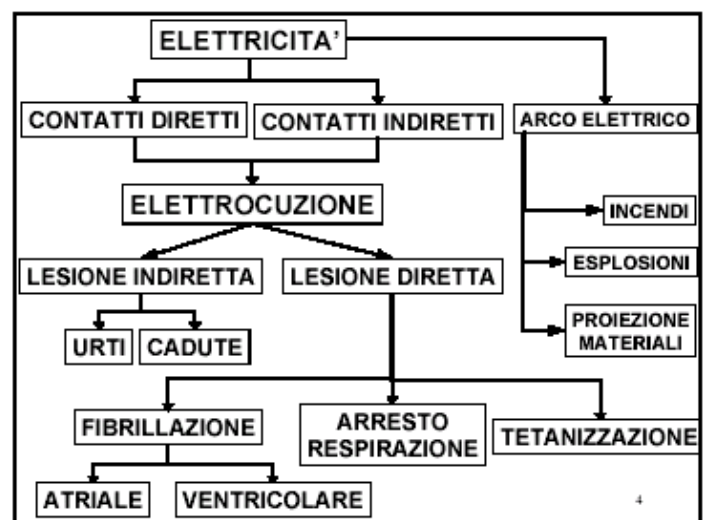 ELETTRICITA'
CONTATTI DIRETTI
CONTATTI INDIRETTI
ARCO ELETTRICO
ELETTROCUZIONE
INCENDI
ESPLOSIONI
PROIEZIONE
MATERIALI
LESIONE INDIRETTA
LESIONE DIRETTA
URTI
CADUTE
FIBRILLAZIONE
ARRESTO
RESPIRAZIONE
TETANIZZAZIONE
ATRIALE
VENTRICOLARE
4